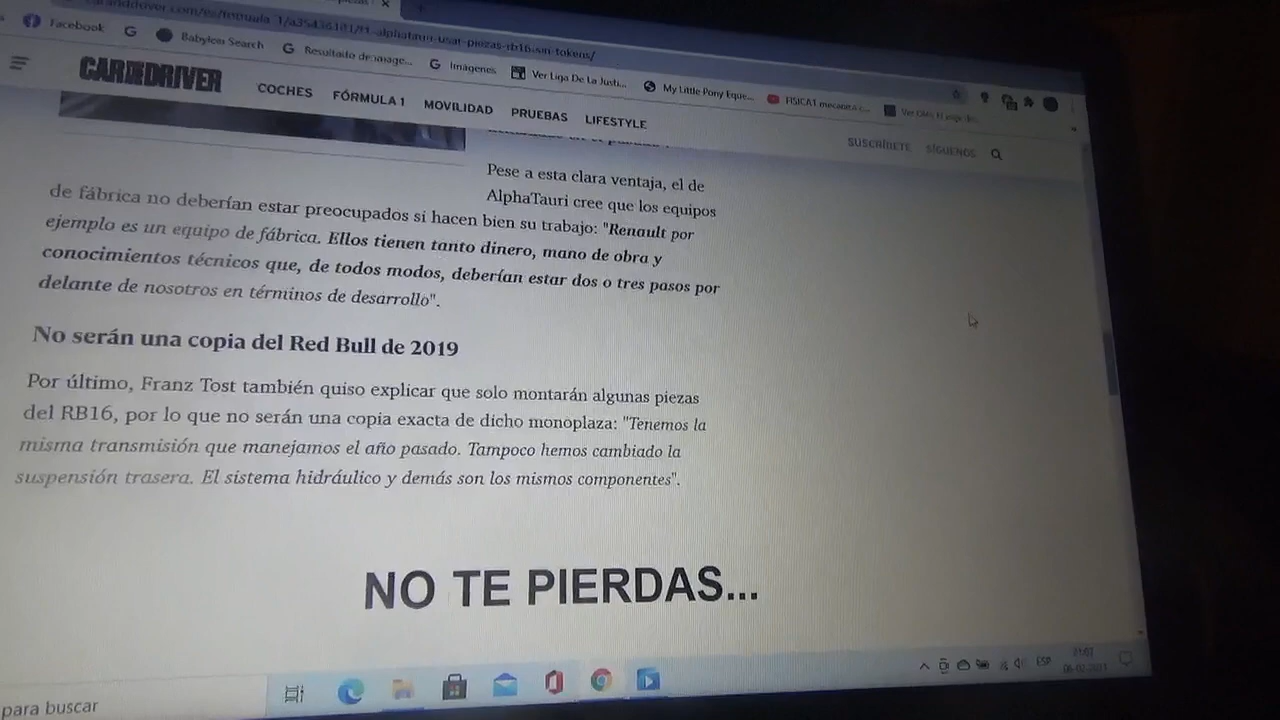 Facebook
Babylon Search
Imágenes
Ver Liga De La Justi...
My Little Pony Eque...
CAR AND DRIVER
COCHES FÓRMULA 1 MOVILIDAD PRUEBAS LIFESTYLE
SUSCRÍBETE SÍGUENOS
Pese a esta clara ventaja, el de
AlphaTauri cree que los equipos
de fábrica no deberían estar preocupados si hacen bien su trabajo: "Renault por
ejemplo es un equipo de fábrica. Ellos tienen tanto dinero, mano de obra y
conocimientos técnicos que, de todos modos, deberían estar dos o tres pasos por
delante de nosotros en términos de desarrollo".
No serán una copia del Red Bull de 2019
Por último, Franz Tost también quiso explicar que solo montarán algunas piezas
del RB16, por lo que no serán una copia exacta de dicho monoplaza: "Tenemos la
misma transmisión que manejamos el año pasado. Tampoco hemos cambiado la
suspensión trasera. El sistema hidráulico y demás son los mismos componentes".
NO TE PIERDAS...
para buscar
ESP